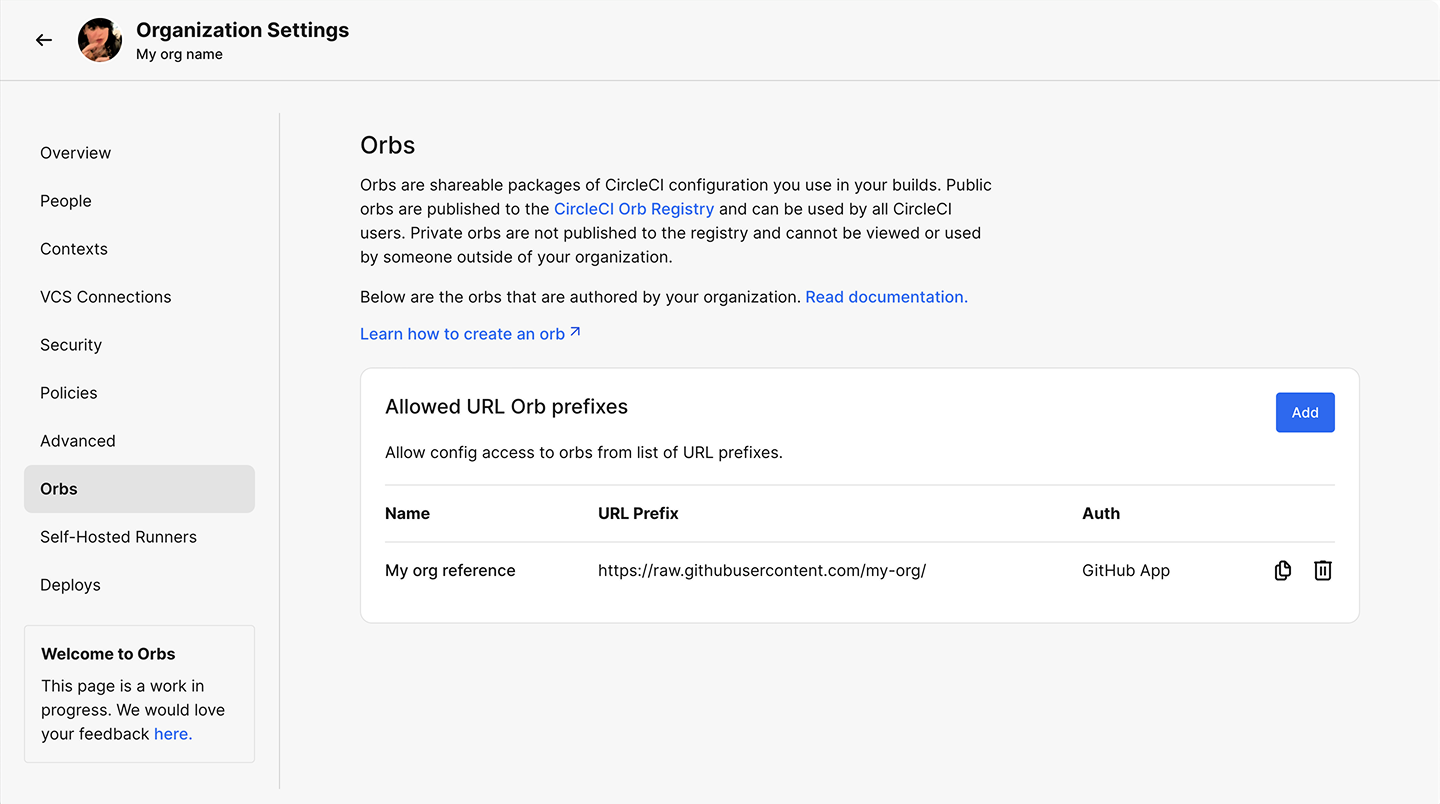 Organization Settings
My org name
Overview
People
Contexts
VCS Connections
Security
Policies
Advanced
Orbs
Self-Hosted Runners
Deploys
Welcome to Orbs
This page is a work in
progress. We would love
your feedback here.
Orbs
Orbs are shareable packages of CircleCI configuration you use in your builds. Public
orbs are published to the CircleCI Orb Registry and can be used by all CircleCI
users. Private orbs are not published to the registry and cannot be viewed or used
by someone outside of your organization.
Below are the orbs that are authored by your organization. Read documentation.
Learn how to create an orb
Allowed URL Orb prefixes
Add
Allow config access to orbs from list of URL prefixes.
Name URL Prefix Auth
My org reference https://raw.githubusercontent.com/my-org/ GitHub App